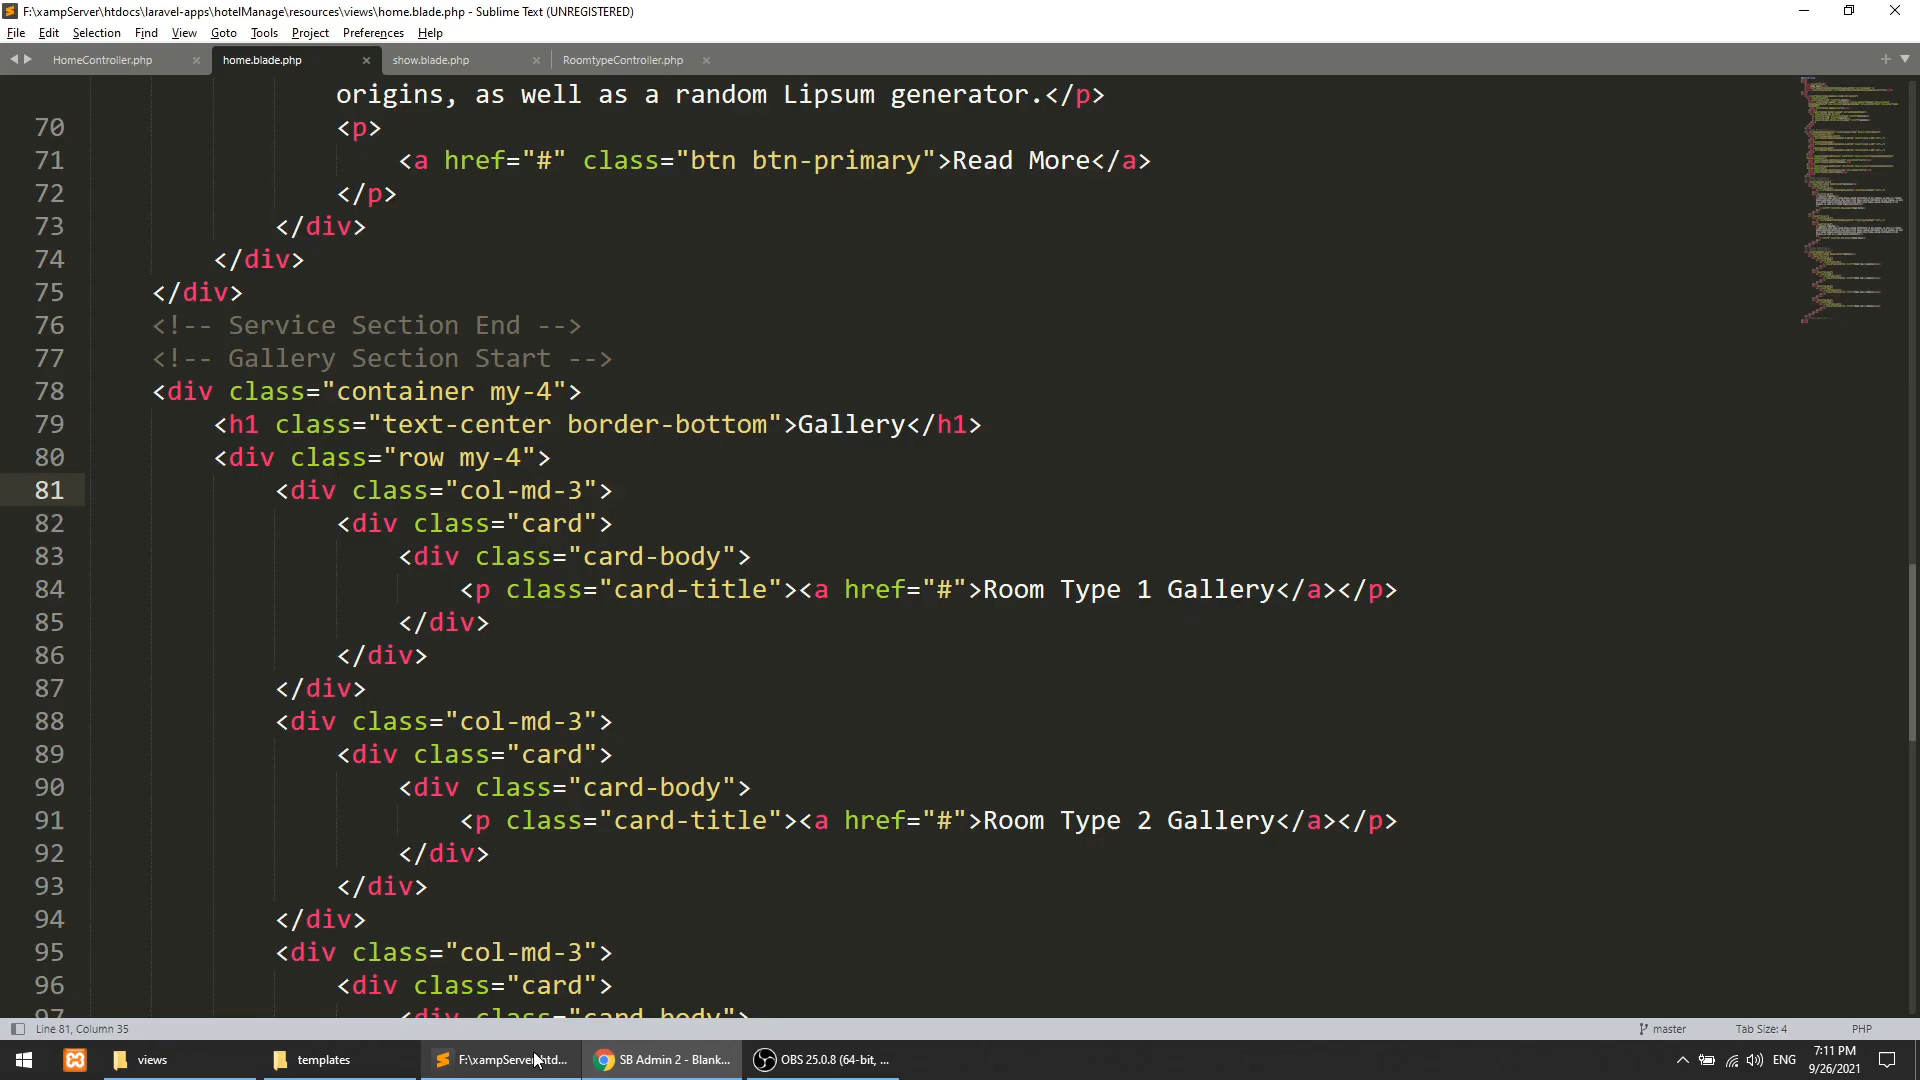 F:\xampServer\htdocs\laravel-apps\hotelManage\resources\views\home.blade.php - Sublime Text (UNREGISTERED)
File Edit Selection Find View Goto Tools Project Preferences Help
HomeController.php × home.blade.php × show.blade.php × RoomtypeController.php ×
origins, as well as a random Lipsum generator.</p>
70 <p>
71 <a href="#" class="btn btn-primary">Read More</a>
72 </p>
73 </div>
74 </div>
75 </div>
76 <!-- Service Section End -->
77 <!-- Gallery Section Start -->
78 <div class="container my-4">
79 <h1 class="text-center border-bottom">Gallery</h1>
80 <div class="row my-4">
81 <div class="col-md-3">
82 <div class="card">
83 <div class="card-body">
84 <p class="card-title"><a href="#">Room Type 1 Gallery</a></p>
85 </div>
86 </div>
87 </div>
88 <div class="col-md-3">
89 <div class="card">
90 <div class="card-body">
91 <p class="card-title"><a href="#">Room Type 2 Gallery</a></p>
92 </div>
93 </div>
94 </div>
95 <div class="col-md-3">
96 <div class="card">
97 <div class="card-body">
Line 81, Column 35 master Tab Size: 4 PHP
views templates F:\xampServer\htd... SB Admin 2 - Blank... OBS 25.0.8 (64-bit, ... ENG 7:11 PM
9/26/2021